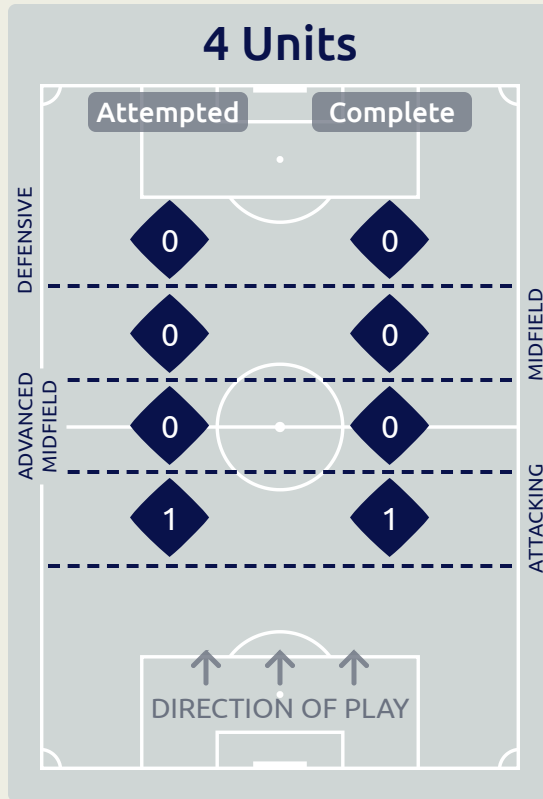 4 Units
Attempted
Complete
DEFENSIVE
0
0
MIDFIELD
0
0
ADVANCED
MIDFIELD
0
0
ATTACKING
1
1
DIRECTION OF PLAY